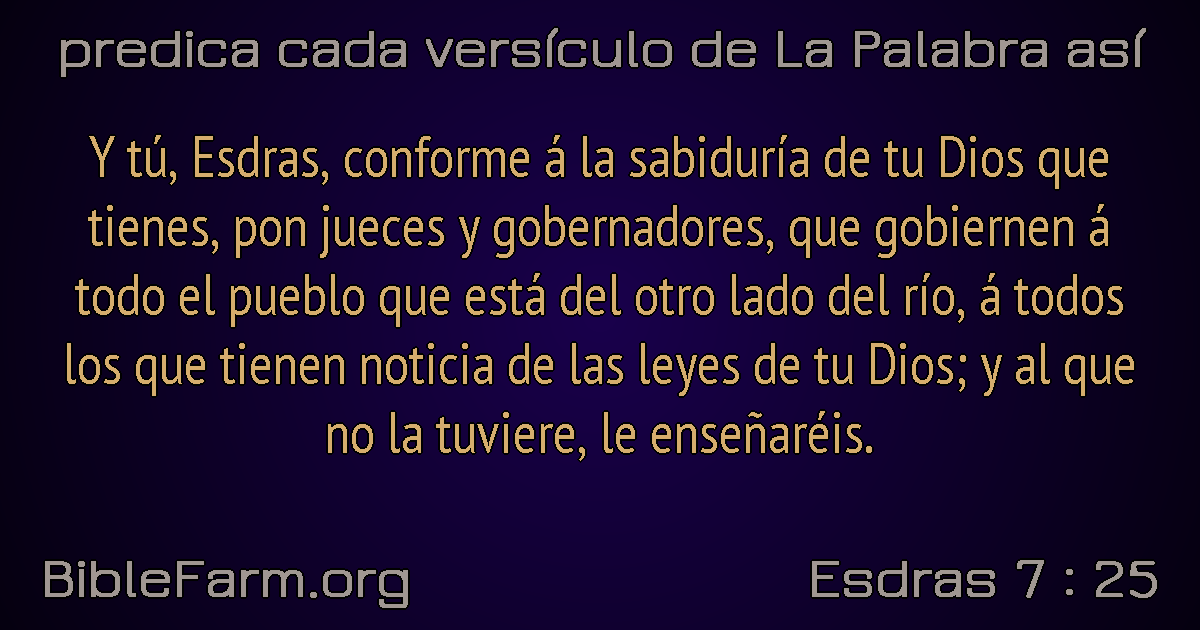 predica cada versículo de La Palabra así
Y tú, Esdras, conforme á la sabiduría de tu Dios que
tienes, pon jueces y gobernadores, que gobiernen á
todo el pueblo que está del otro lado del río, á todos
los que tienen noticia de las leyes de tu Dios; y al que
no la tuviere, le enseñaréis.
BibleFarm.org
Esdras 7 : 25